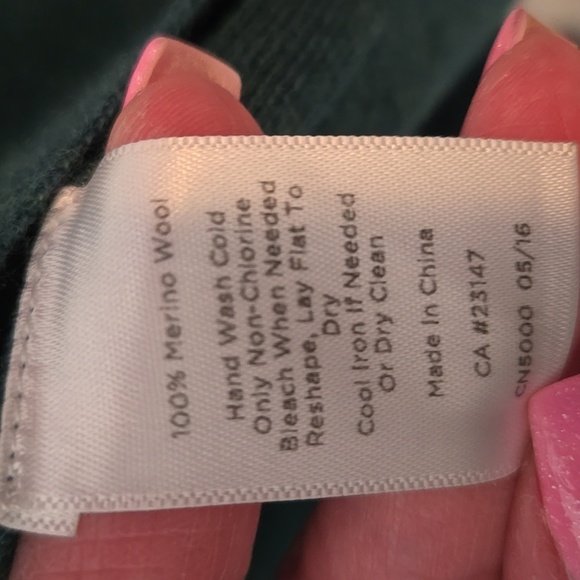 100% Merino Wool
Hand Wash Cold
Only Non-Chlorine
Bleach When Needed
Reshape, Lay Flat To
Dry
Cool Iron If Needed
Or Dry Clean
Made In China
CA #23147
CN5000 05/16